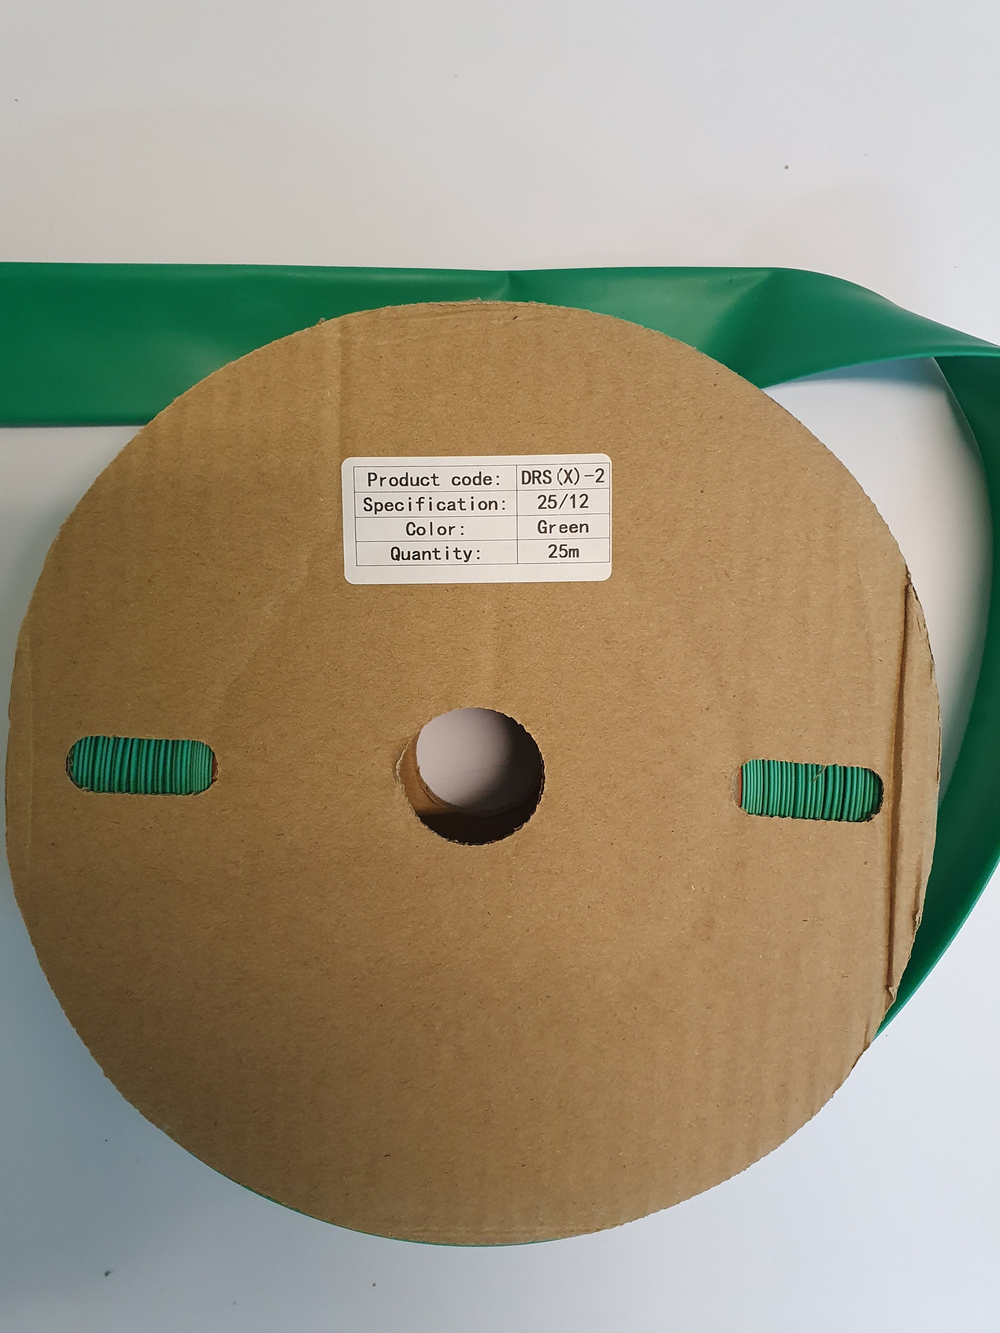 Product code: DRS(X)-2
Specification: 25/12
Color: Green
Quantity: 25m